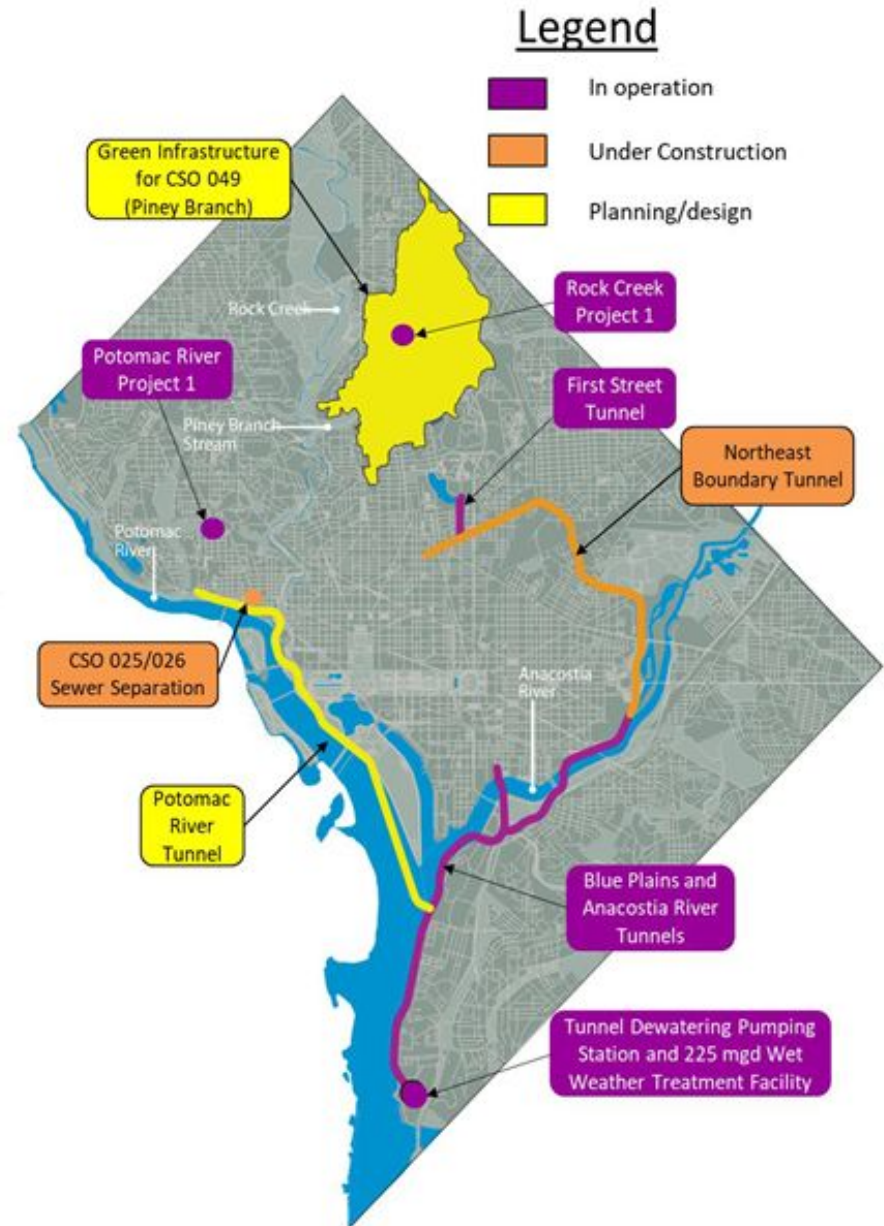 Legend
In operation
Under Construction
Planning/design
Green Infrastructure
for CSO 049
(Piney Branch)
Rock Creek
Rock Creek
Project 1
Potomac River
Project 1
First Street
Tunnel
Piney Branch
Stream
Northeast
Boundary Tunnel
Potomac
River
CSO 025/026
Sewer Separation
Anacostia
River
Potomac
River
Tunnel
Blue Plains and
Anacostia River
Tunnels
Tunnel Dewatering Pumping
Station and 225 mgd Wet
Weather Treatment Facility